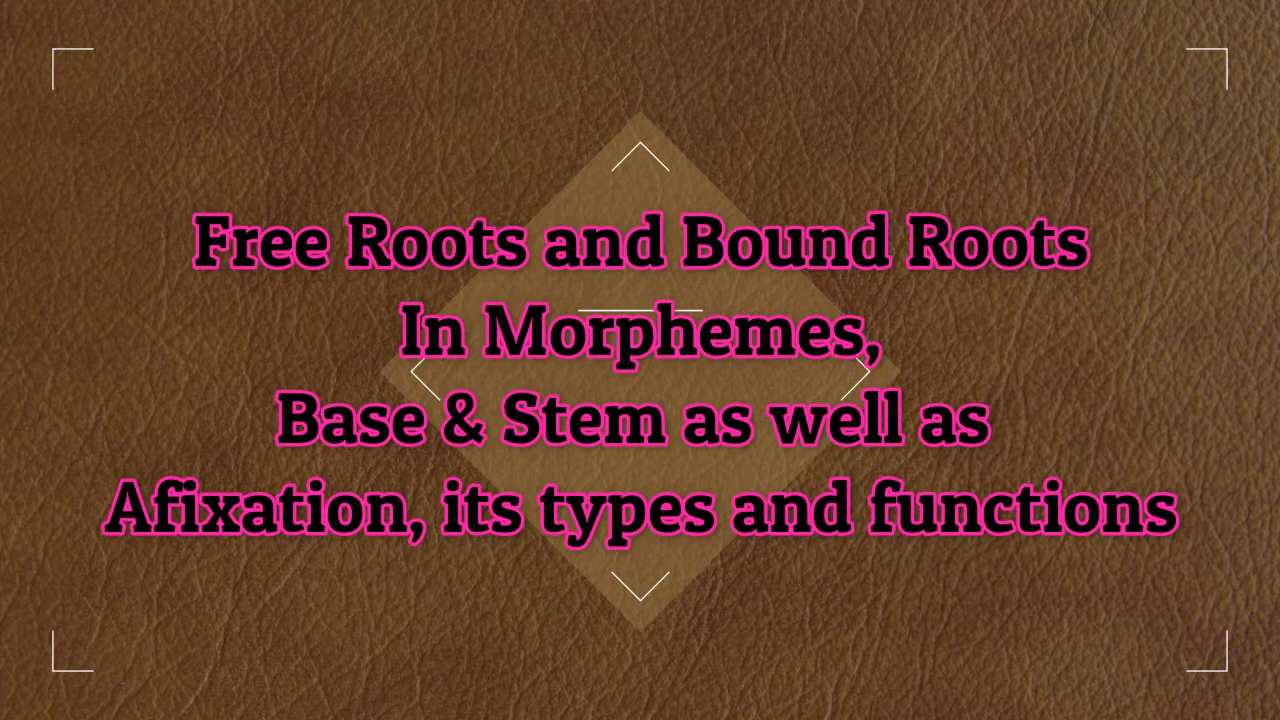 Free Roots and Bound Roots
In Morphemes,
Base & Stem as well as
Afixation, its types and functions